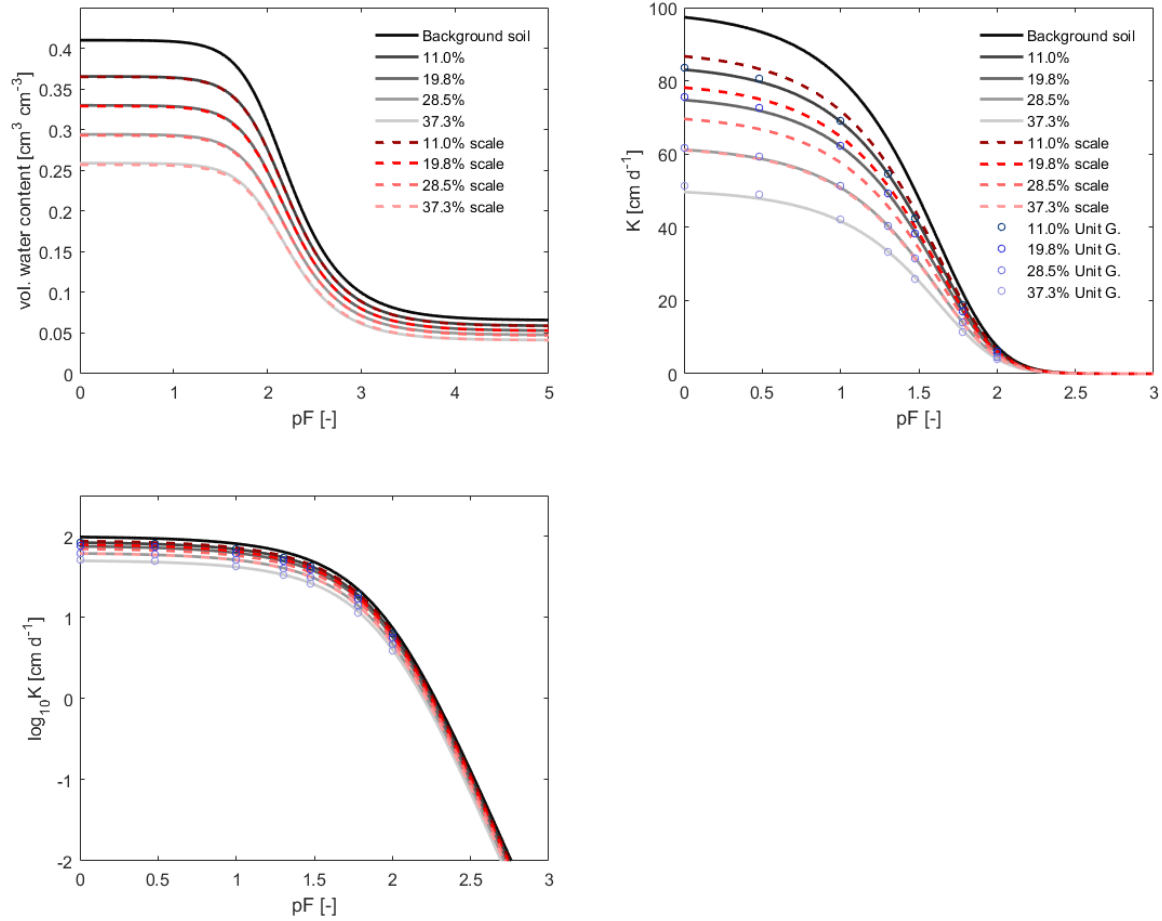 0.4
0.35
0.3
0.25
0.2
0.15
0.1
0.05
0
vol. water content [cm³ cm⁻³]
0 1 2 3 4 5
pF [-]
Background soil
11.0%
19.8%
28.5%
37.3%
11.0% scale
19.8% scale
28.5% scale
37.3% scale
100
80
60
40
20
0
K [cm d⁻¹]
0 0.5 1 1.5 2 2.5 3
pF [-]
Background soil
11.0%
19.8%
28.5%
37.3%
11.0% scale
19.8% scale
28.5% scale
37.3% scale
11.0% Unit G.
19.8% Unit G.
28.5% Unit G.
37.3% Unit G.
2
1
0
-1
-2
log₁₀K [cm d⁻¹]
0 0.5 1 1.5 2 2.5 3
pF [-]